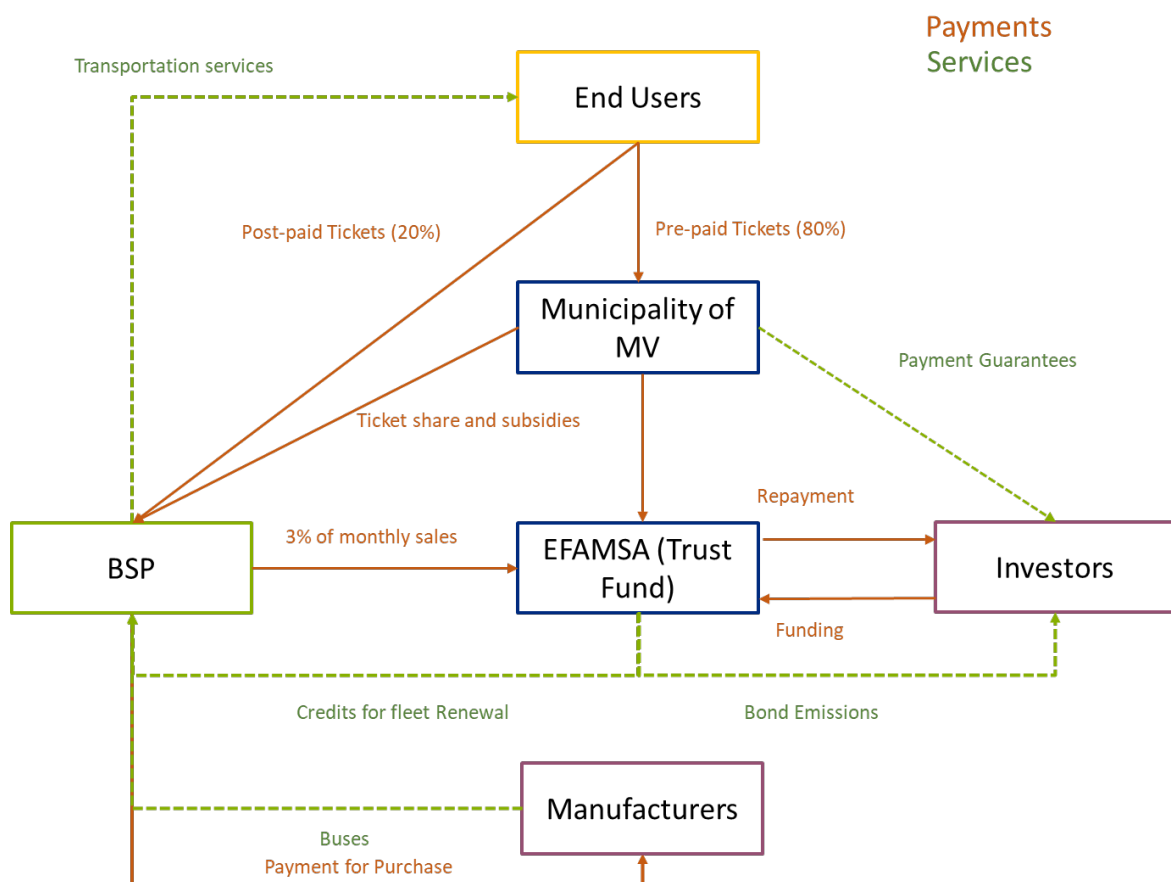 Payments
Services
Transportation services
End Users
Post-paid Tickets (20%)
Pre-paid Tickets (80%)
Municipality of
MV
Payment Guarantees
Ticket share and subsidies
Repayment
3% of monthly sales
BSP
EFAMSA (Trust
Fund)
Investors
Funding
Credits for fleet Renewal
Bond Emissions
Manufacturers
Buses
Payment for Purchase